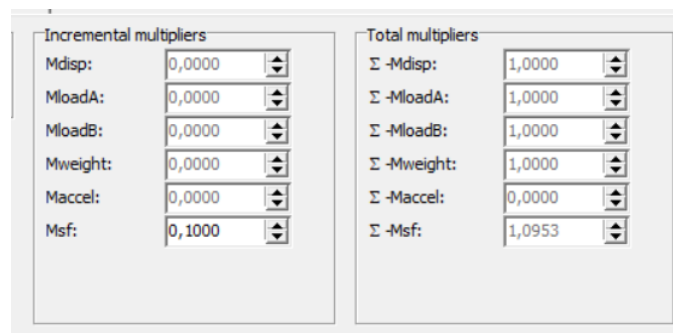 Incremental multipliers
Mdisp: 0,0000
MloadA: 0,0000
MloadB: 0,0000
Mweight: 0,0000
Maccel: 0,0000
Msf: 0,1000
Total multipliers
Σ -Mdisp: 1,0000
Σ -MloadA: 1,0000
Σ -MloadB: 1,0000
Σ -Mweight: 1,0000
Σ -Maccel: 0,0000
Σ -Msf: 1,0953